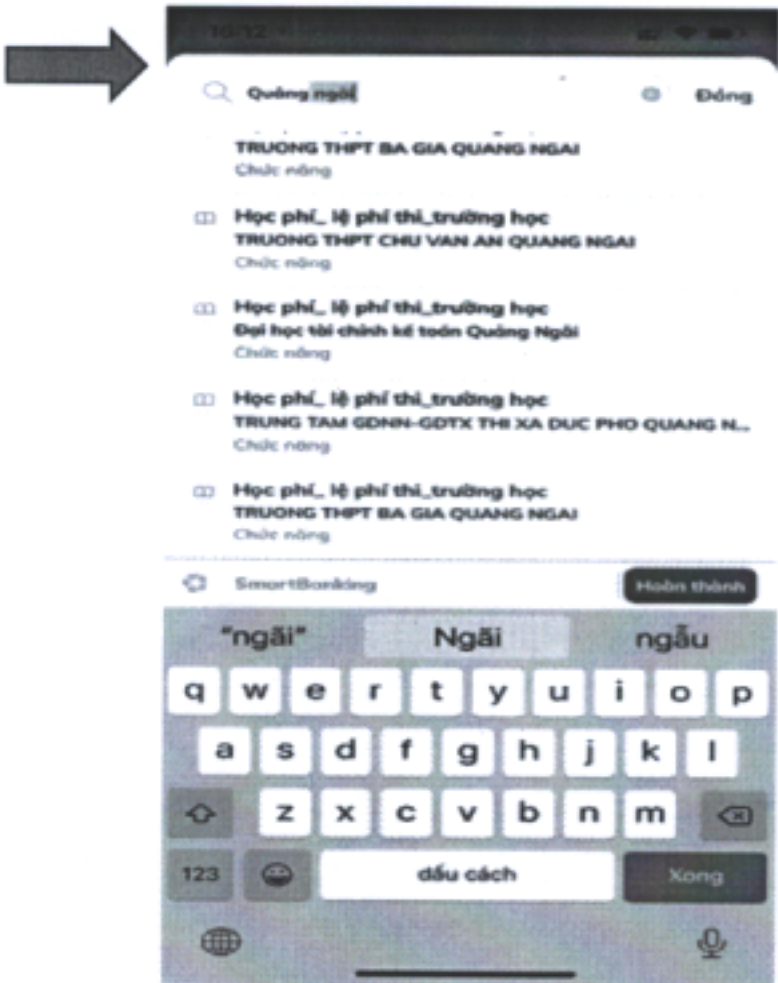 Quảng ngãi
Đóng
TRUONG THPT BA GIA QUANG NGAI
Chức năng
Học phí_ lệ phí thi_trường học
TRUONG THPT CHU VAN AN QUANG NGAI
Chức năng
Học phí_ lệ phí thi_trường học
Đại học tài chính kế toán Quảng Ngãi
Chức năng
Học phí_ lệ phí thi_trường học
TRUNG TAM GDNN-GDTX THI XA DUC PHO QUANG N...
Chức năng
Học phí_ lệ phí thi_trường học
TRUONG THPT BA GIA QUANG NGAI
Chức năng
SmartBanking
Hoàn thành
"ngãi" Ngãi ngẫu
q w e r t y u i o p
a s d f g h j k l
z x c v b n m
123 dấu cách Xong